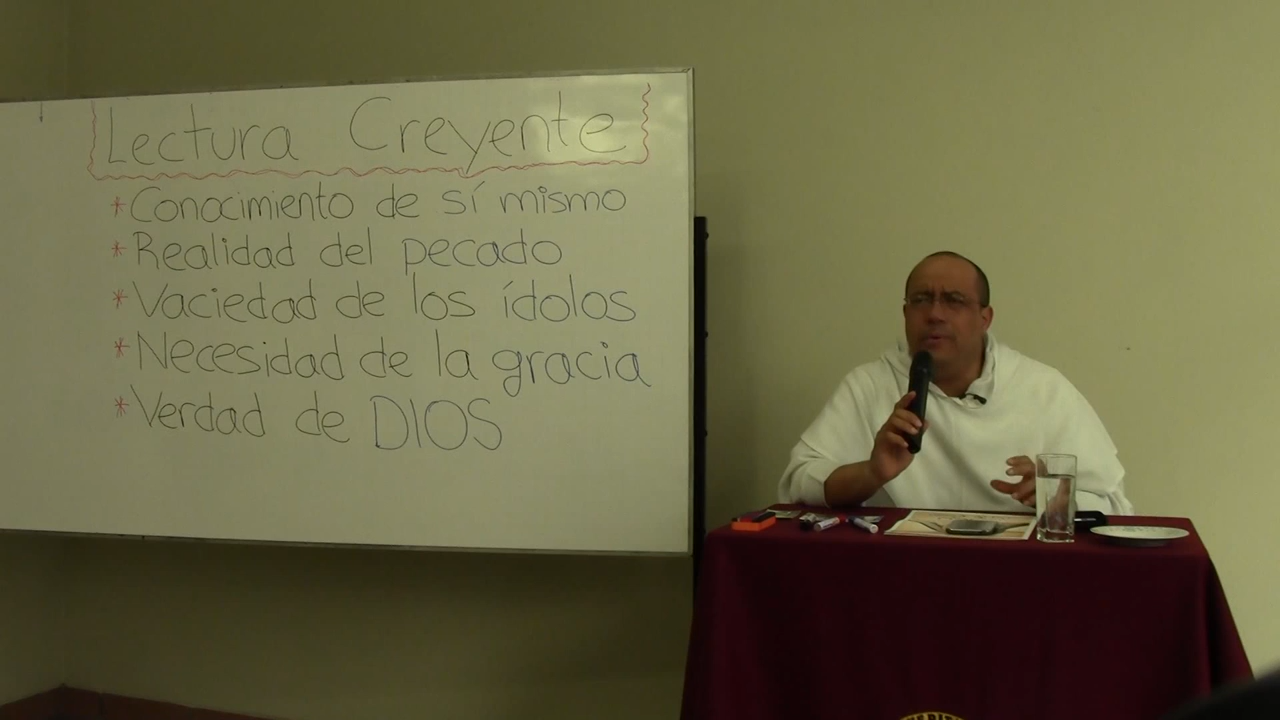 Lectura Creyente
* Conocimiento de sí mismo
* Realidad del pecado
* Vaciedad de los ídolos
* Necesidad de la gracia
* Verdad de DIOS